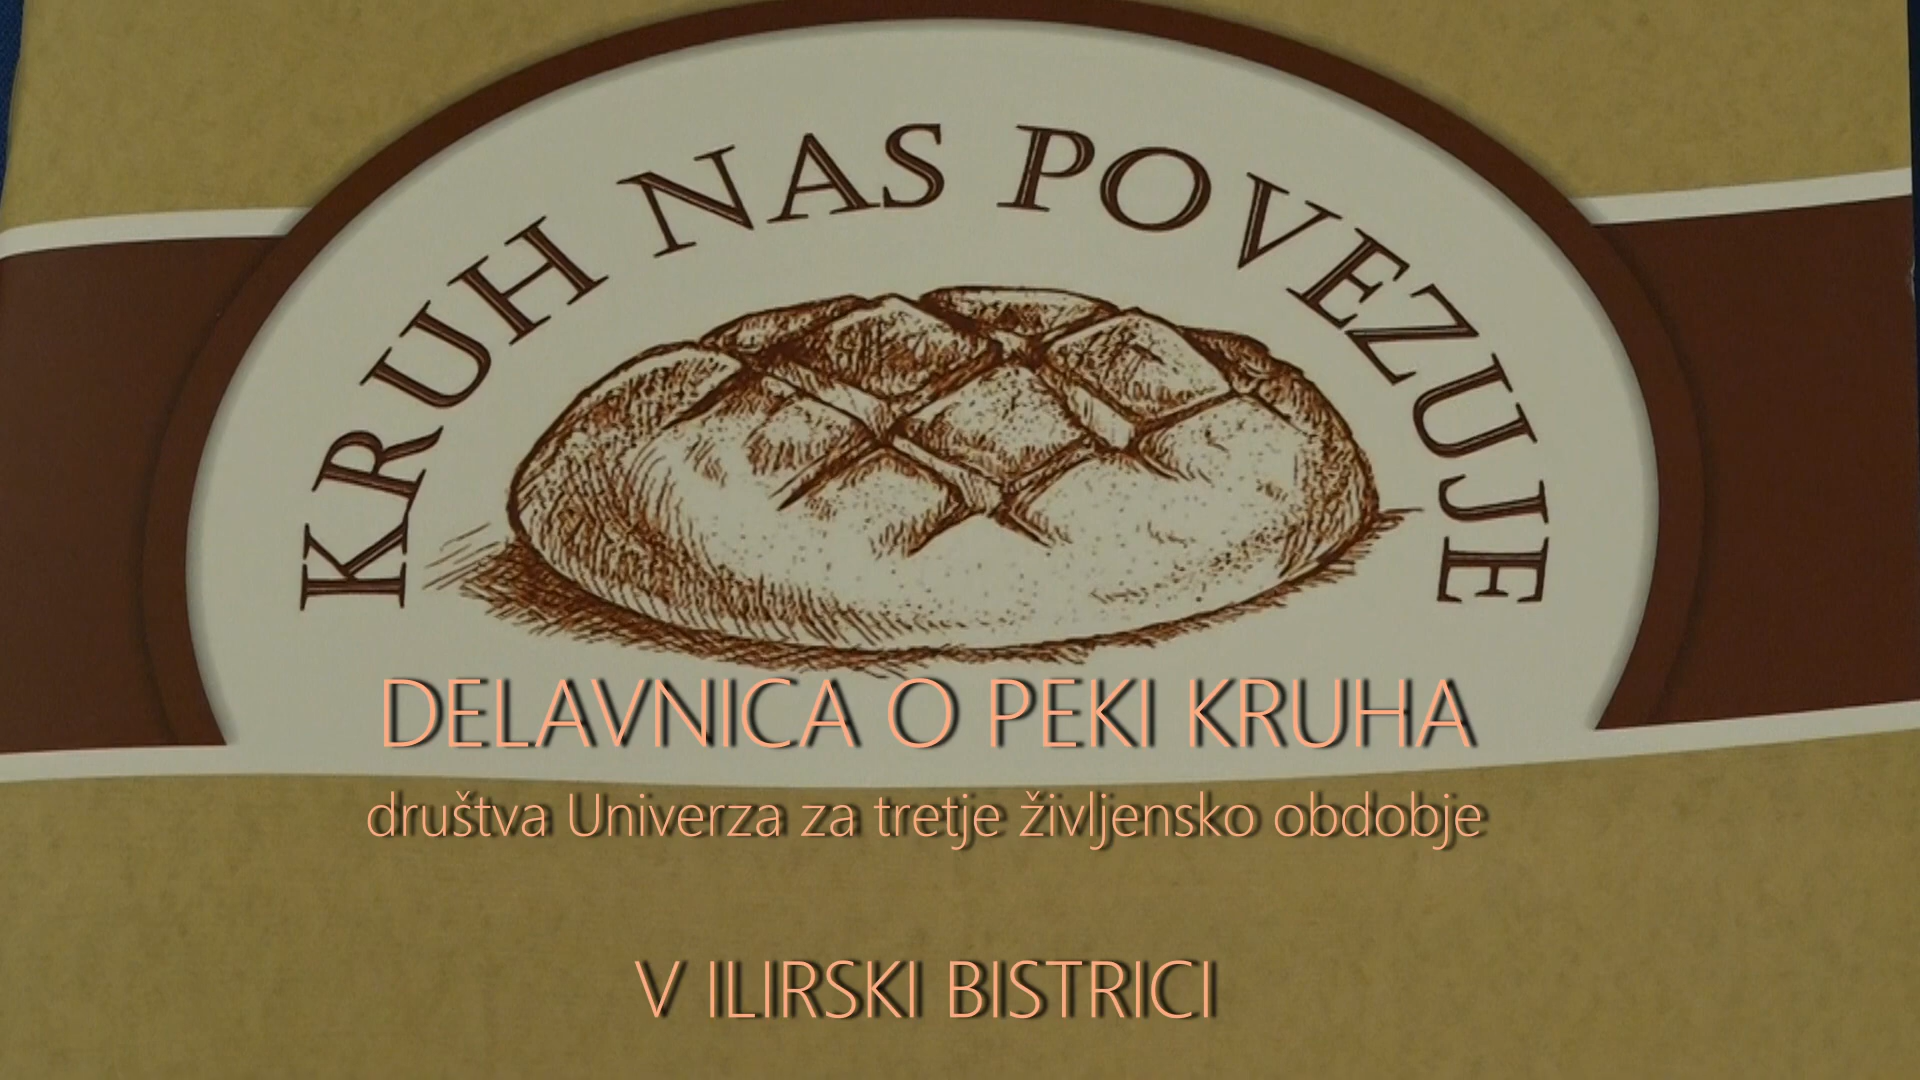 KRUH NAS POVEZUJE
DELAVNICA O PEKI KRUHA
društva Univerza za tretje življensko obdobje
V ILIRSKI BISTRICI